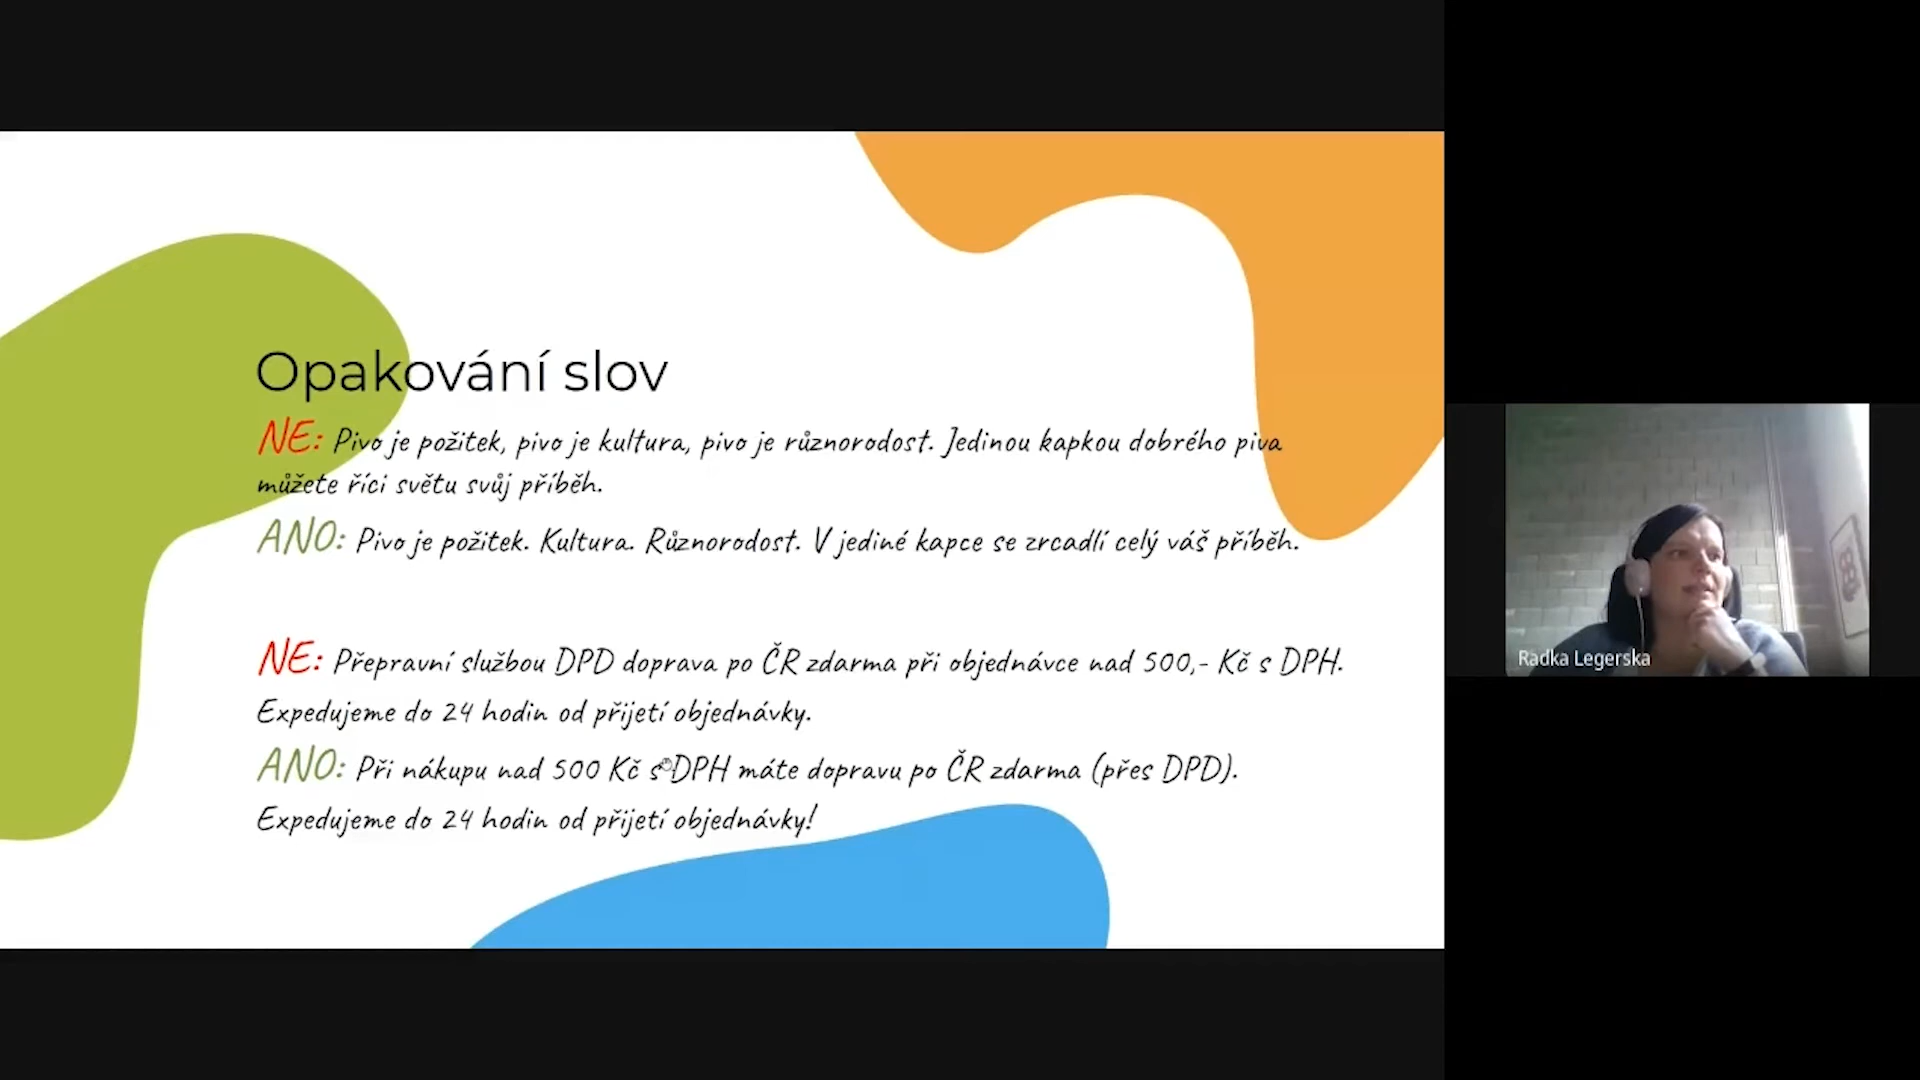 Opakování slov
NE: Pivo je požitek, pivo je kultura, pivo je různorodost. Jedinou kapkou dobrého piva
můžete říci světu svůj příběh.
ANO: Pivo je požitek. Kultura. Různorodost. V jediné kapce se zrcadlí celý váš příběh.
NE: Přepravní službou DPD doprava po ČR zdarma při objednávce nad 500,- Kč s DPH.
Expedujeme do 24 hodin od přijetí objednávky.
ANO: Při nákupu nad 500 Kč s DPH máte dopravu po ČR zdarma (přes DPD).
Expedujeme do 24 hodin od přijetí objednávky!
Radka Legerska